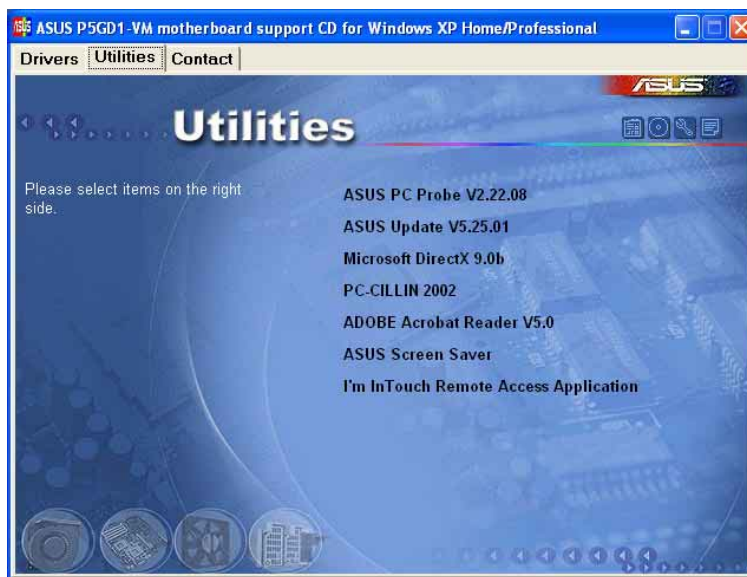 ASUS P5GD1-VM motherboard support CD for Windows XP Home/Professional
Drivers Utilities Contact
ASUS
Utilities
Please select items on the right
side.
ASUS PC Probe V2.22.08
ASUS Update V5.25.01
Microsoft DirectX 9.0b
PC-CILLIN 2002
ADOBE Acrobat Reader V5.0
ASUS Screen Saver
I'm InTouch Remote Access Application